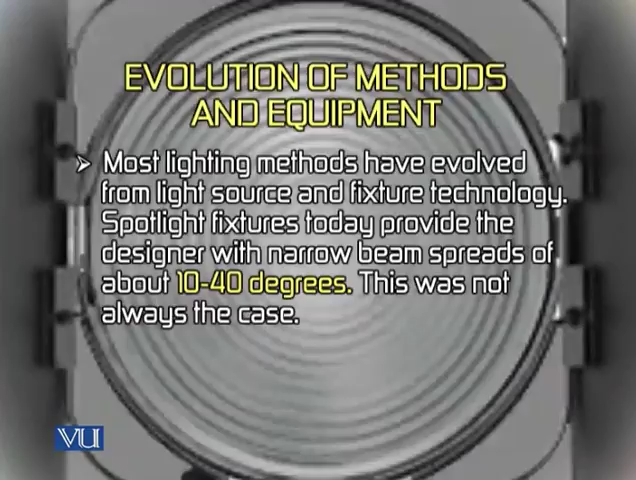 EVOLUTION OF METHODS
AND EQUIPMENT
➢ Most lighting methods have evolved
from light source and fixture technology.
Spotlight fixtures today provide the
designer with narrow beam spreads of
about 10-40 degrees. This was not
always the case.
VU